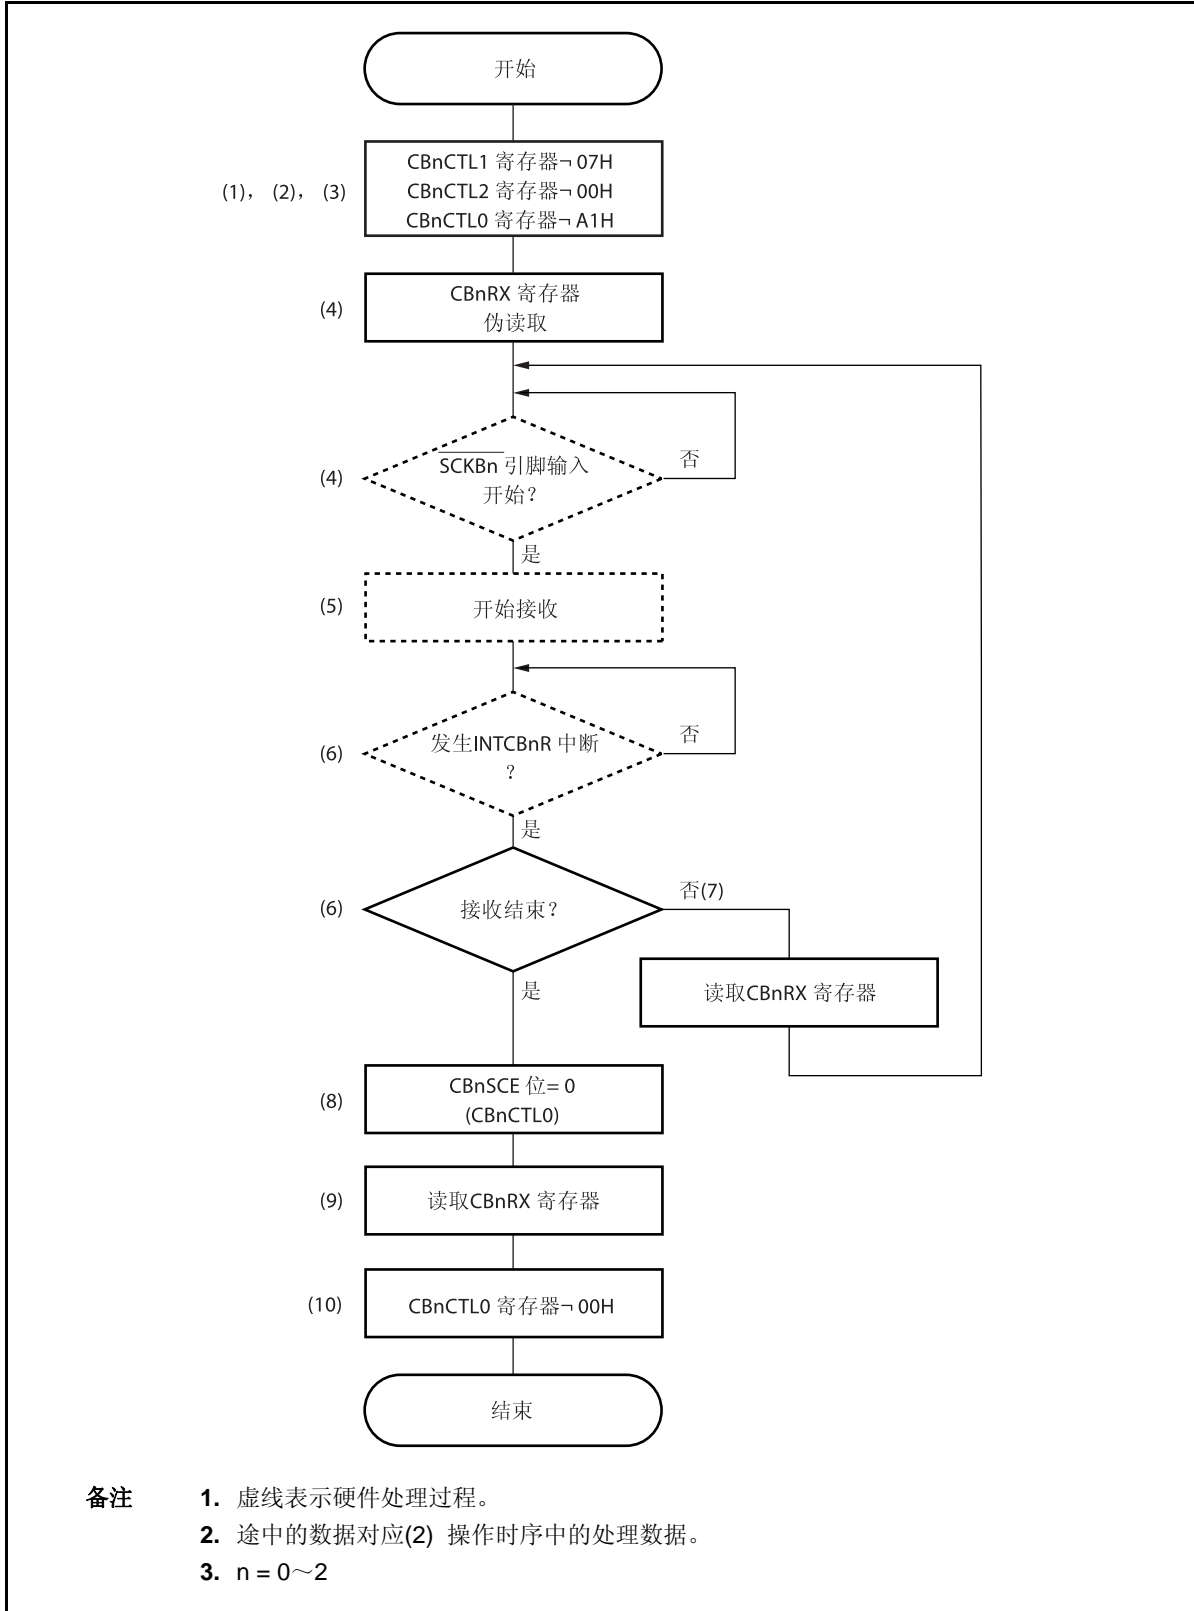 开始
(1)， (2)， (3)
CBnCTL1 寄存器¬ 07H
CBnCTL2 寄存器¬ 00H
CBnCTL0 寄存器¬ A1H
(4)
CBnRX 寄存器
伪读取
(4)
SCKBn 引脚输入
开始？
否
是
(5)
开始接收
(6)
发生INTCBnR 中断
？
否
是
(6)
接收结束？
否(7)
读取CBnRX 寄存器
是
(8)
CBnSCE 位= 0
(CBnCTL0)
(9)
读取CBnRX 寄存器
(10)
CBnCTL0 寄存器¬ 00H
结束
备注 1. 虚线表示硬件处理过程。
2. 途中的数据对应(2) 操作时序中的处理数据。
3. n = 0～2